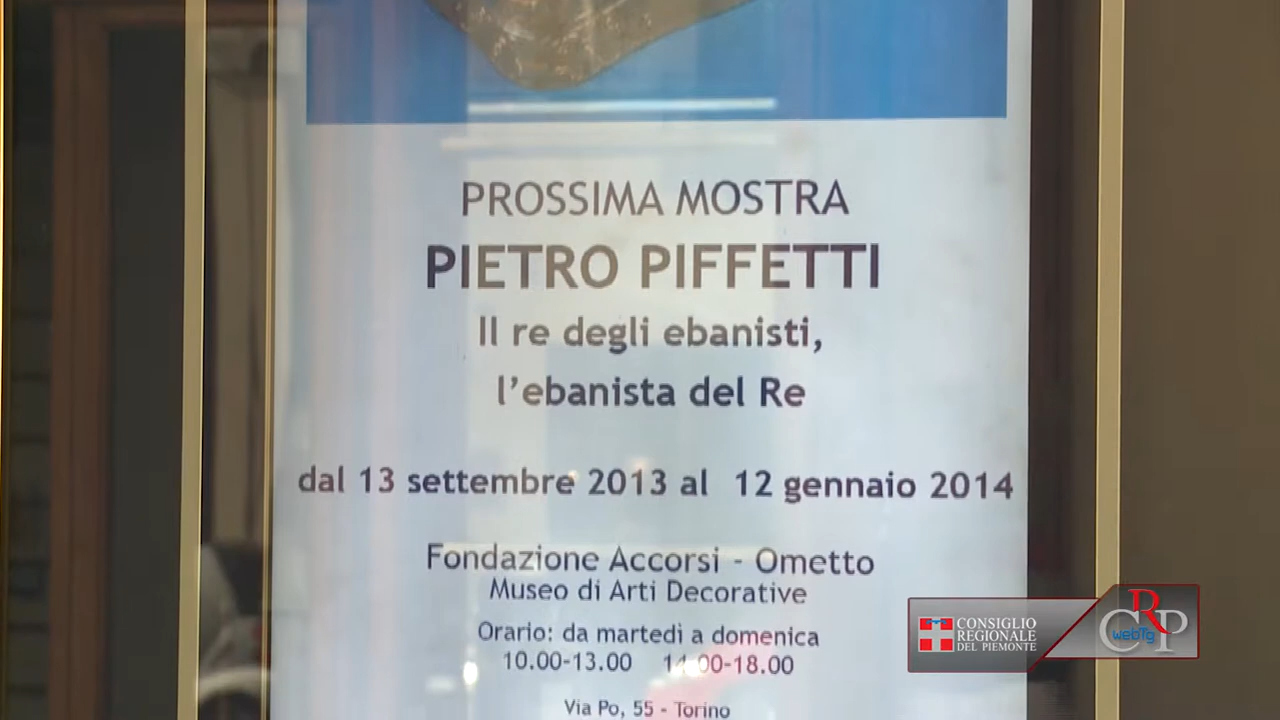 PROSSIMA MOSTRA
PIETRO PIFFETTI
Il re degli ebanisti,
l'ebanista del Re
dal 13 settembre 2013 al 12 gennaio 2014
Fondazione Accorsi - Ometto
Museo di Arti Decorative
Orario: da martedì a domenica
10.00-13.00 14.00-18.00
Via Po, 55 - Torino
CONSIGLIO
REGIONALE
DEL PIEMONTE
CRP
webTg